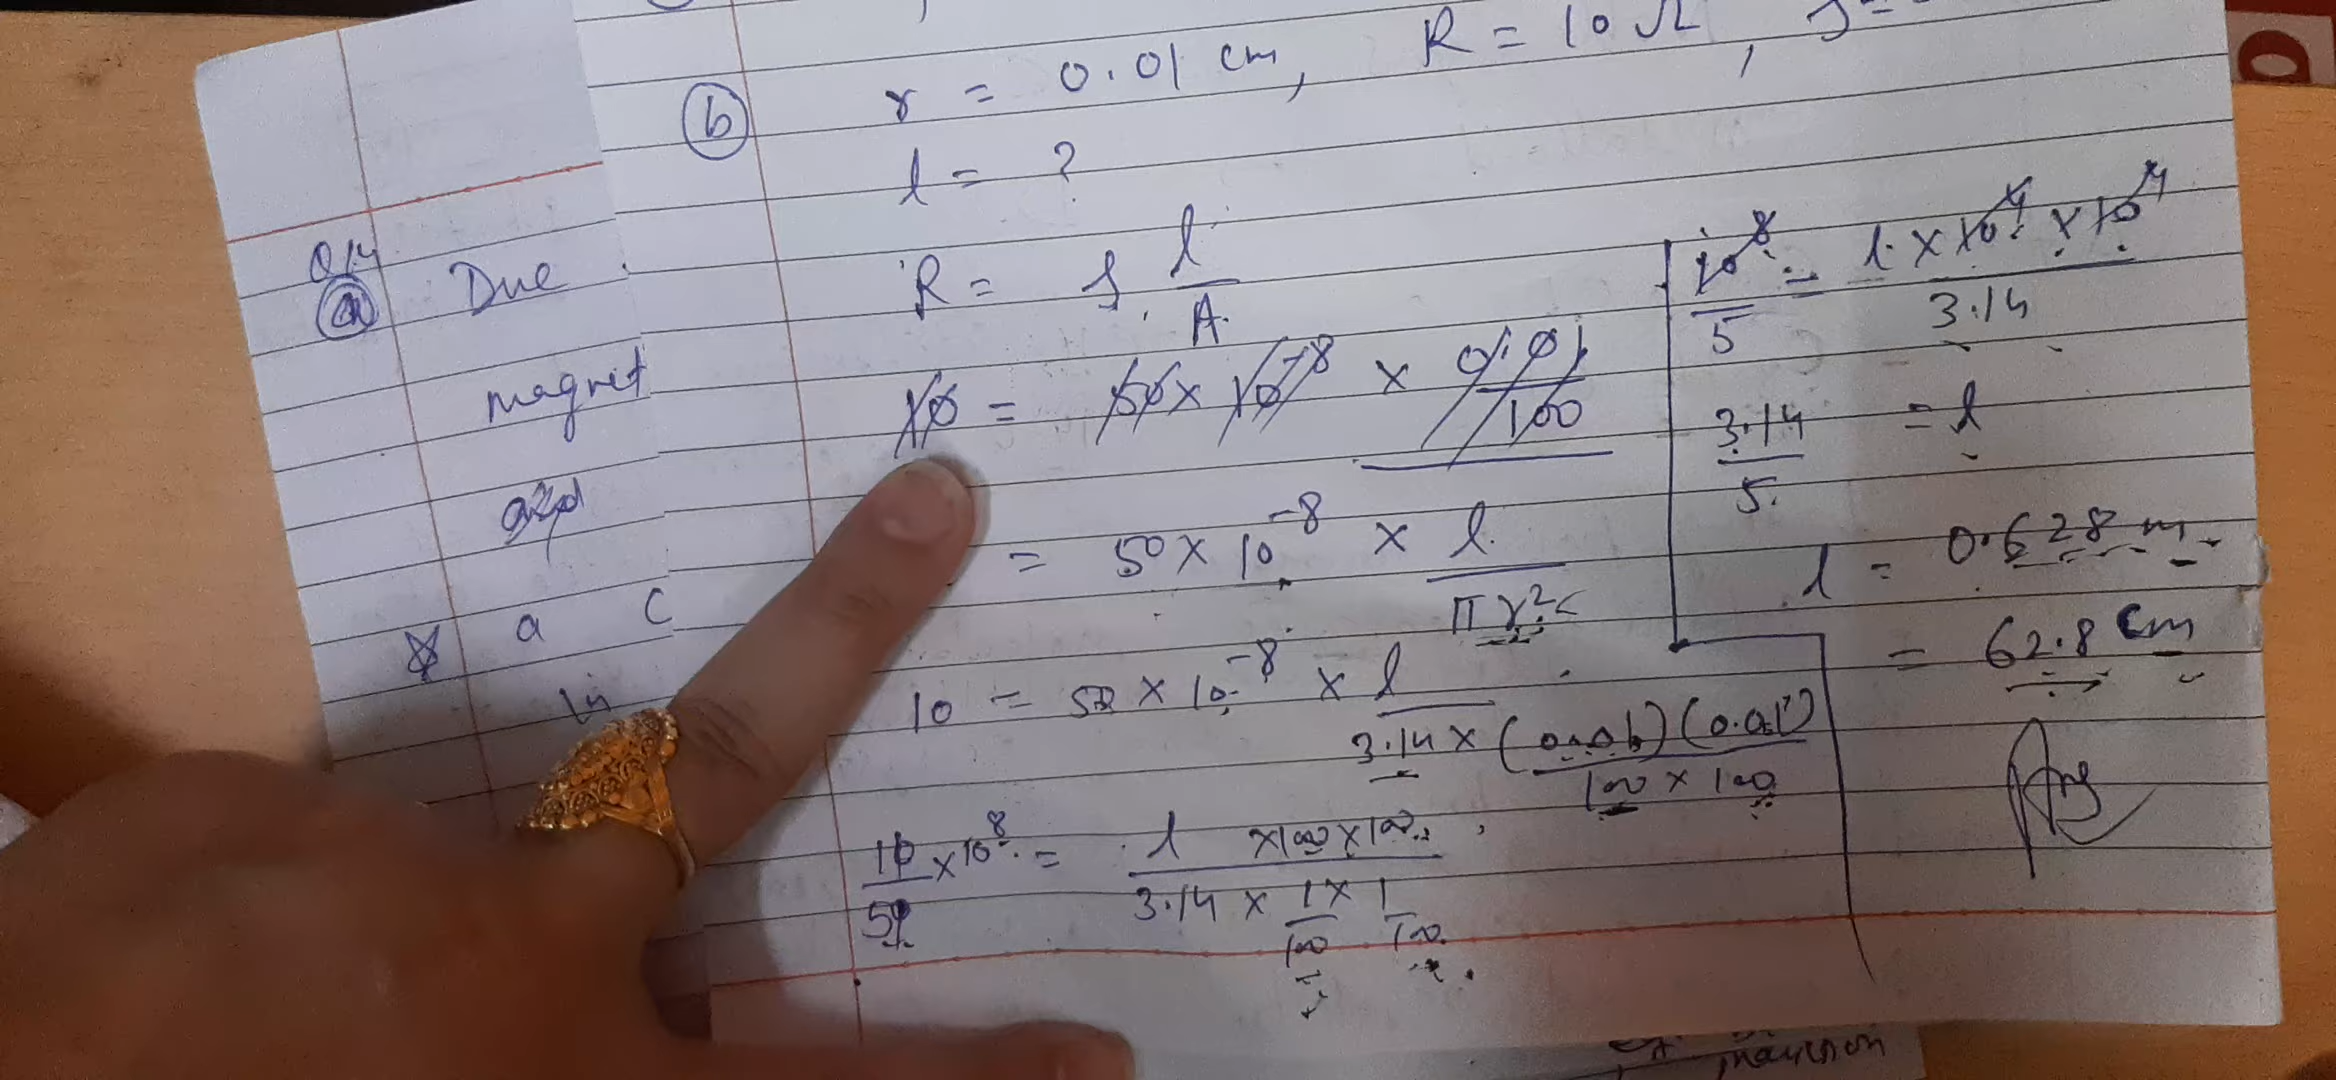 (b) r = 0.01 cm, R = 10 Ω,
l = ?
R = ρ l/A.
10 = 50 × 10^-8 × 0.01/100
= 50 × 10^-8 × l/πr²
10 = 50 × 10^-8 × l/3.14 × (0.01)(0.01)/100 × 100
10/50 × 10^8 = l × 100 × 100/3.14 × 1/100 × 1/100
10^8/5 = l × 10^4 × 10^4/3.14
3.14/5 = l
l = 0.628 m
= 62.8 cm
Ans
Q14
(a) Due
magnet
and
a C
in